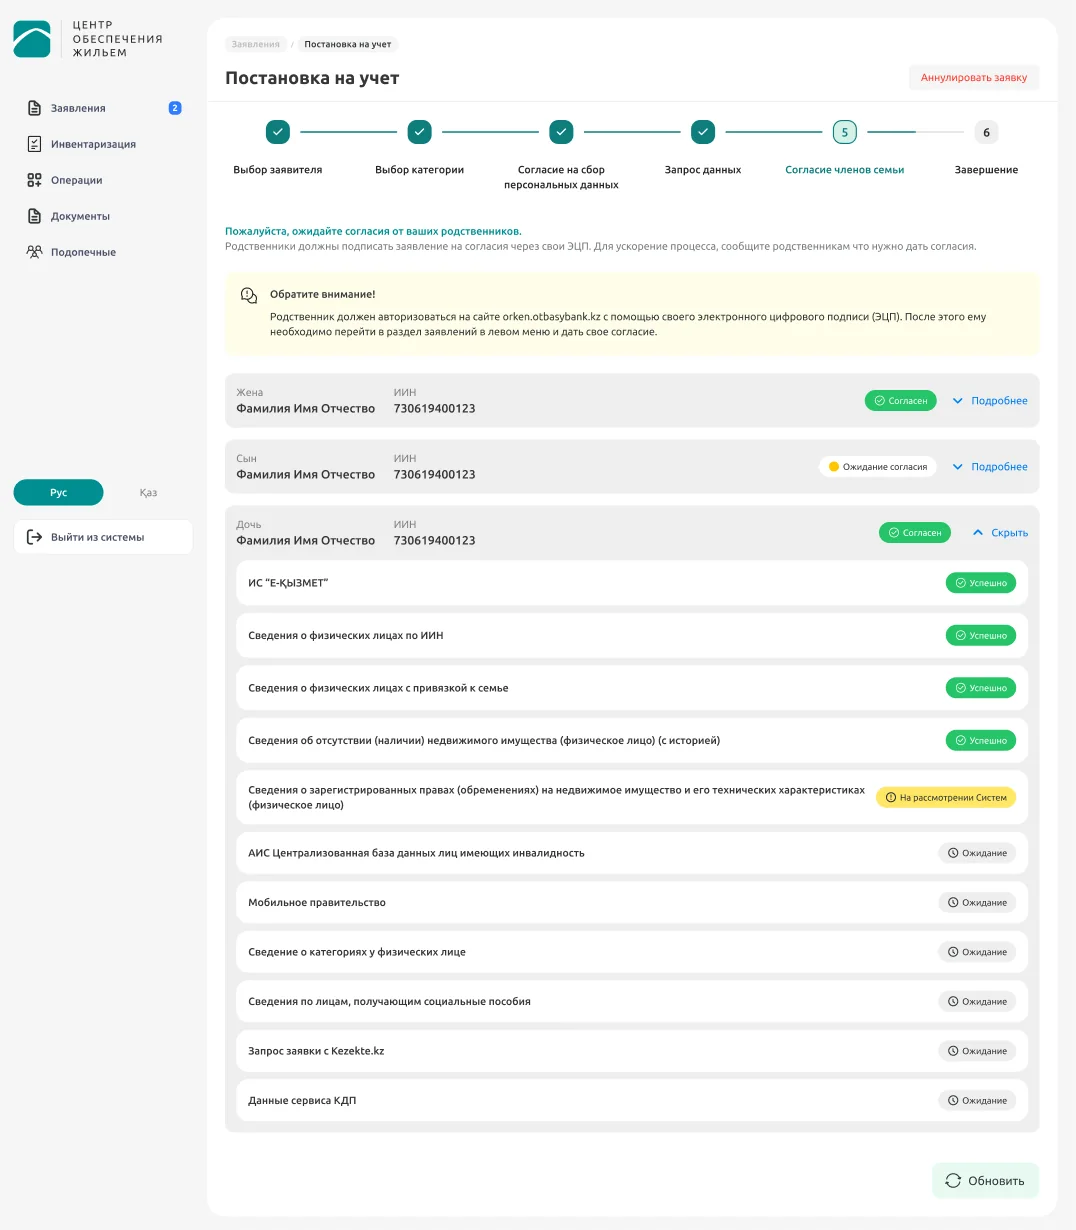 ЦЕНТР
ОБЕСПЕЧЕНИЯ
ЖИЛЬЕМ
Заявления 2
Инвентаризация
Операции
Документы
Подопечные
Рус Қаз
Выйти из системы
Заявления / Постановка на учет
Постановка на учет
Аннулировать заявку
5 6
Выбор заявителя
Выбор категории
Согласие на сбор
персональных данных
Запрос данных
Согласие членов семьи
Завершение
Пожалуйста, ожидайте согласия от ваших родственников.
Родственники должны подписать заявление на согласия через свои ЭЦП. Для ускорение процесса, сообщите родственникам что нужно дать согласия.
Обратите внимание!
Родственник должен авторизоваться на сайте orken.otbasybank.kz с помощью своего электронного цифрового подписи (ЭЦП). После этого ему
необходимо перейти в раздел заявлений в левом меню и дать свое согласие.
Жена ИИН
Фамилия Имя Отчество 730619400123
Согласен Подробнее
Сын ИИН
Фамилия Имя Отчество 730619400123
Ожидание согласия Подробнее
Дочь ИИН
Фамилия Имя Отчество 730619400123
Согласен Скрыть
ИС “Е-ҚЫЗМЕТ” Успешно
Сведения о физических лицах по ИИН Успешно
Сведения о физических лицах с привязкой к семье Успешно
Сведения об отсутствии (наличии) недвижимого имущества (физическое лицо) (с историей) Успешно
Сведения о зарегистрированных правах (обременениях) на недвижимое имущество и его технических характеристиках
(физическое лицо)
На рассмотрении Систем
АИС Централизованная база данных лиц имеющих инвалидность Ожидание
Мобильное правительство Ожидание
Сведение о категориях у физических лице Ожидание
Сведения по лицам, получающим социальные пособия Ожидание
Запрос заявки с Kezekte.kz Ожидание
Данные сервиса КДП Ожидание
Обновить